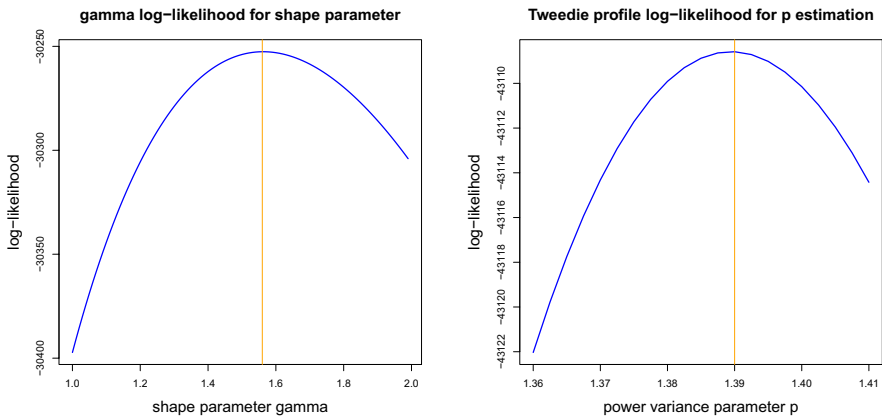 gamma log−likelihood for shape parameter
log−likelihood
−30250
−30300
−30350
−30400
1.0 1.2 1.4 1.6 1.8 2.0
shape parameter gamma
Tweedie profile log−likelihood for p estimation
log−likelihood
−43110
−43112
−43114
−43116
−43118
−43120
−43122
1.36 1.37 1.38 1.39 1.40 1.41
power variance parameter p